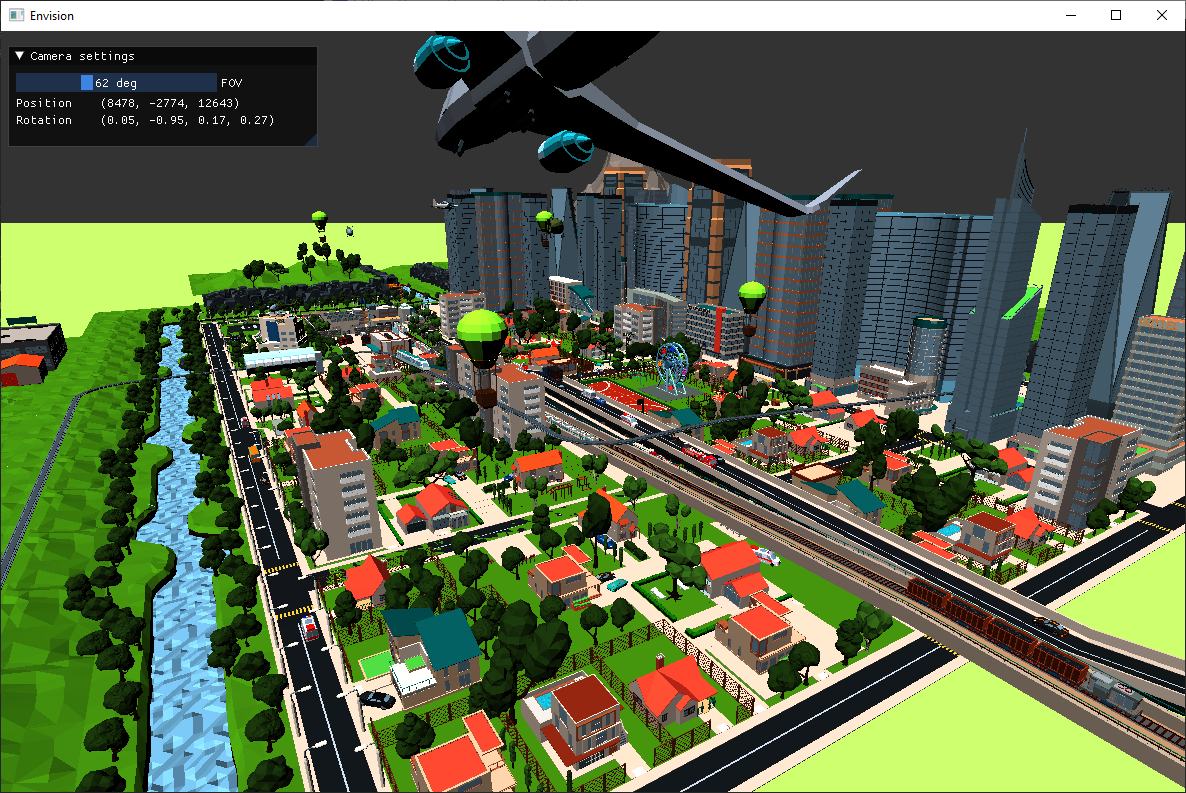 Envision
Camera settings
62 deg FOV
Position (8478, -2774, 12643)
Rotation (0.05, -0.95, 0.17, 0.27)